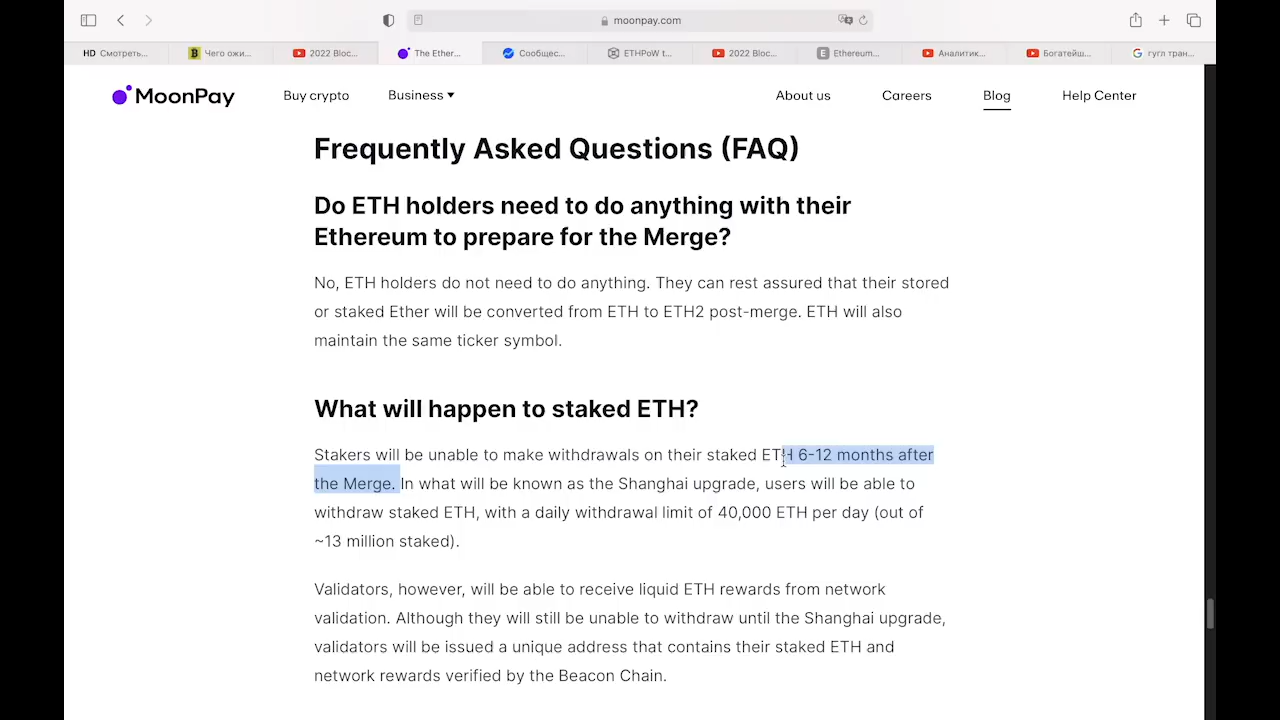 moonpay.com
HD Смотреть...
B Чего ожи...
2022 Bloc...
The Ether...
Сообщес...
ETHPoW t...
2022 Bloc...
E Ethereum...
Аналитик...
Богатейш...
G гугл тран...
MoonPay Buy crypto Business About us Careers Blog Help Center
Frequently Asked Questions (FAQ)
Do ETH holders need to do anything with their
Ethereum to prepare for the Merge?
No, ETH holders do not need to do anything. They can rest assured that their stored
or staked Ether will be converted from ETH to ETH2 post-merge. ETH will also
maintain the same ticker symbol.
What will happen to staked ETH?
Stakers will be unable to make withdrawals on their staked ETH 6-12 months after
the Merge. In what will be known as the Shanghai upgrade, users will be able to
withdraw staked ETH, with a daily withdrawal limit of 40,000 ETH per day (out of
~13 million staked).
Validators, however, will be able to receive liquid ETH rewards from network
validation. Although they will still be unable to withdraw until the Shanghai upgrade,
validators will be issued a unique address that contains their staked ETH and
network rewards verified by the Beacon Chain.